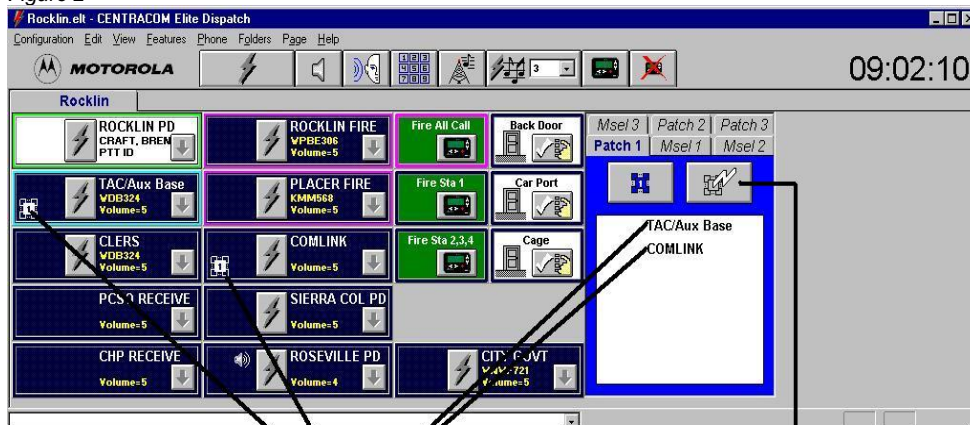 Rocklin.elt - CENTRACOM Elite Dispatch
Configuration Edit View Features Phone Folders Page Help
MOTOROLA
3
09:02:10
Rocklin
ROCKLIN PD
CRAFT, BREN
PTT ID
ROCKLIN FIRE
WPBE306
Volume=5
Fire All Call
Back Door
Msel 3 Patch 2 Patch 3
Patch 1 Msel 1 Msel 2
TAC/Aux Base
WDB324
Volume=5
PLACER FIRE
KMM568
Volume=5
Fire Sta 1
Car Port
1
TAC/Aux Base
COMLINK
CLERS
WDB324
Volume=5
COMLINK
Volume=5
Fire Sta 2,3,4
Cage
PCSO RECEIVE
Volume=5
SIERRA COL PD
Volume=5
CHP RECEIVE
Volume=5
ROSEVILLE PD
Volume=4
CITY GOVT
Volume=5